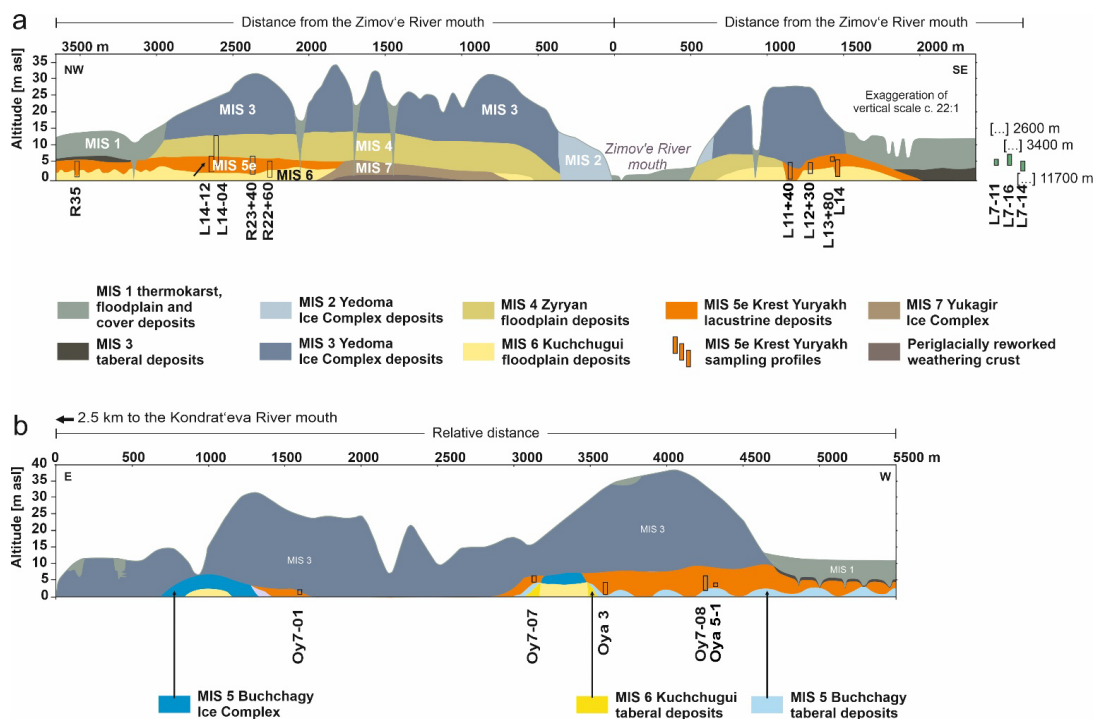 a
Distance from the Zimov'e River mouth
Distance from the Zimov'e River mouth
3500 m 3000 2500 2000 1500 1000 500 0 500 1000 1500 2000 m
Altitude [m asl]
35
30
25
20
15
10
5
0
NW
SE
MIS 3
MIS 3
MIS 3
Exaggeration of
vertical scale c. 22:1
MIS 1
MIS 4
MIS 2
Zimov'e River
mouth
MIS 5e
MIS 6
MIS 7
[...] 2600 m
[...] 3400 m
[...] 11700 m
R35
L14-12
L14-04
R23+40
R22+60
L11+40
L12+30
L13+80
L14
L7-11
L7-16
L7-14
MIS 1 thermokarst,
floodplain and
cover deposits
MIS 2 Yedoma
Ice Complex deposits
MIS 4 Zyryan
floodplain deposits
MIS 5e Krest Yuryakh
lacustrine deposits
MIS 7 Yukagir
Ice Complex
MIS 3
taberal deposits
MIS 3 Yedoma
Ice Complex deposits
MIS 6 Kuchchugui
floodplain deposits
MIS 5e Krest Yuryakh
sampling profiles
Periglacially reworked
weathering crust
b
2.5 km to the Kondrat'eva River mouth
Relative distance
0 500 1000 1500 2000 2500 3000 3500 4000 4500 5000 5500 m
Altitude [m asl]
40
35
30
25
20
15
10
5
0
E
W
MIS 3
MIS 3
MIS 1
Oy7-01
Oy7-07
Oya 3
Oy7-08
Oya 5-1
MIS 5 Buchchagy
Ice Complex
MIS 6 Kuchchugui
taberal deposits
MIS 5 Buchchagy
taberal deposits